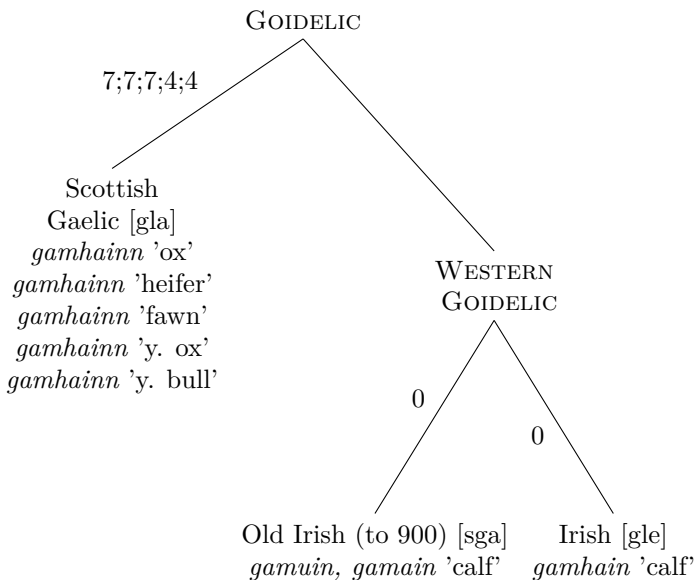 GOIDELIC
7;7;7;4;4
Scottish
Gaelic [gla]
gamhainn 'ox'
gamhainn 'heifer'
gamhainn 'fawn'
gamhainn 'y. ox'
gamhainn 'y. bull'
WESTERN
GOIDELIC
0
0
Old Irish (to 900) [sga]
gamuin, gamain 'calf'
Irish [gle]
gamhain 'calf'